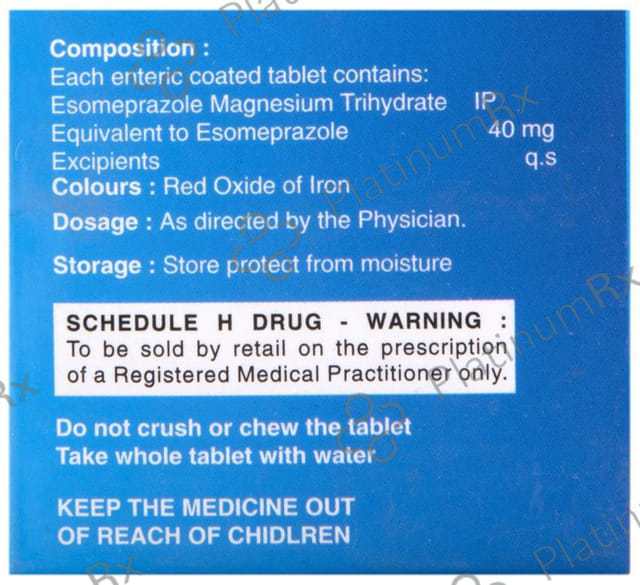 Composition :
Each enteric coated tablet contains:
Esomeprazole Magnesium Trihydrate IP
Equivalent to Esomeprazole 40 mg
Excipients q.s
Colours : Red Oxide of Iron
Dosage : As directed by the Physician.
Storage : Store protect from moisture
SCHEDULE H DRUG - WARNING :
To be sold by retail on the prescription
of a Registered Medical Practitioner only.
Do not crush or chew the tablet
Take whole tablet with water
KEEP THE MEDICINE OUT
OF REACH OF CHIDLREN
PlatinumRx
PlatinumRx